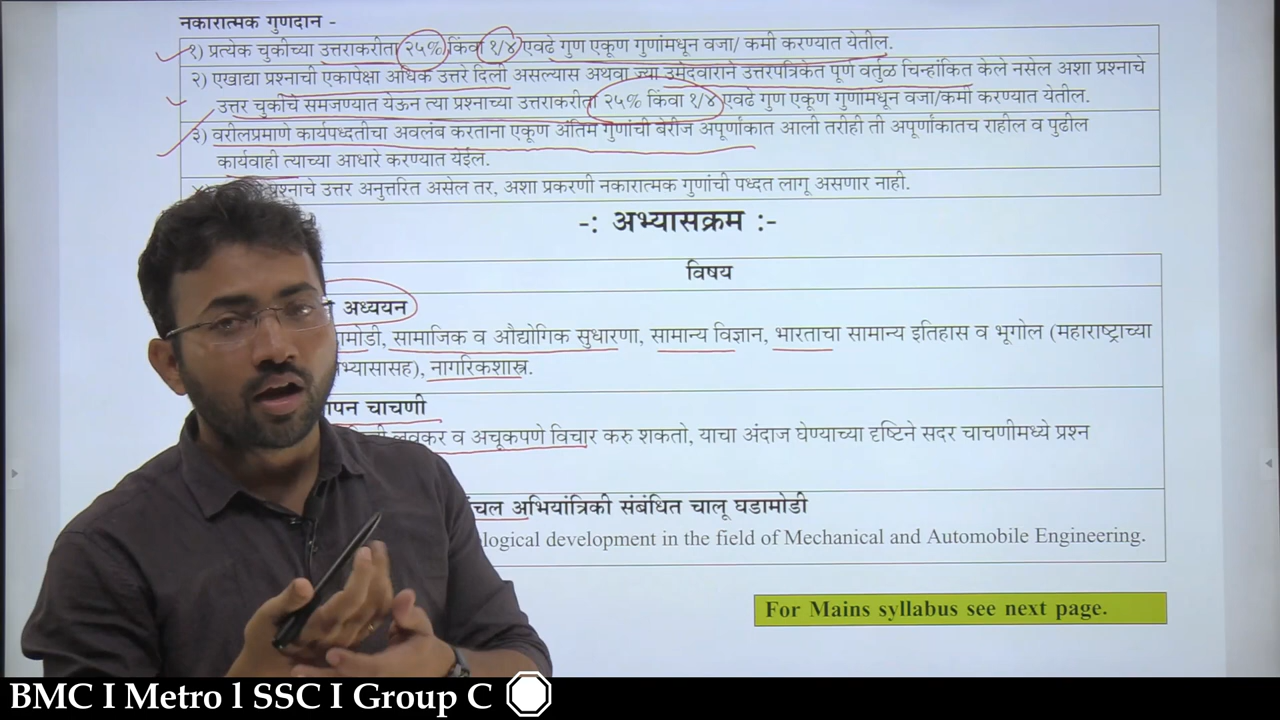 नकारात्मक गुणदान -
१) प्रत्येक चुकीच्या उत्तराकरीता २५% किंवा १/४ एवढे गुण एकूण गुणांमधून वजा/ कमी करण्यात येतील.
२) एखाद्या प्रश्नाची एकापेक्षा अधिक उत्तरे दिली असल्यास अथवा ज्या उमेदवाराने उत्तरपत्रिकेत पूर्ण वर्तुळ चिन्हांकित केले नसेल अशा प्रश्नाचे
उत्तर चुकीचे समजण्यात येऊन त्या प्रश्नाच्या उत्तराकरीता २५% किंवा १/४ एवढे गुण एकूण गुणांमधून वजा/कमी करण्यात येतील.
३) वरीलप्रमाणे कार्यपध्दतीचा अवलंब करताना एकूण अंतिम गुणांची बेरीज अपूर्णांकात आली तरीही ती अपूर्णांकातच राहील व पुढील
कार्यवाही त्याच्या आधारे करण्यात येईल.
प्रश्नाचे उत्तर अनुत्तरित असेल तर, अशा प्रकरणी नकारात्मक गुणांची पध्दत लागू असणार नाही.
-: अभ्यासक्रम :-
विषय
अध्ययन
सामाजिक व औद्योगिक सुधारणा, सामान्य विज्ञान, भारताचा सामान्य इतिहास व भूगोल (महाराष्ट्राच्या
नागरिकशास्त्र.
चाचणी
लवकर व अचूकपणे विचार करु शकतो, याचा अंदाज घेण्याच्या दृष्टिने सदर चाचणीमध्ये प्रश्न
अभियांत्रिकी संबंधित चालू घडामोडी
development in the field of Mechanical and Automobile Engineering.
For Mains syllabus see next page.
BMC I Metro l SSC I Group C